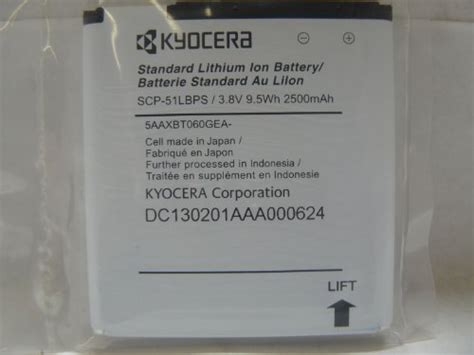 KYOCERA
Standard Lithium Ion Battery/
Batterie Standard Au Lilon
SCP-51LBPS / 3.8V 9.5Wh 2500mAh
5AAXBT060GEA-
Cell made in Japan /
Fabriqué en Japon
Further processed in Indonesia /
Traitée en supplément en Indonesie
KYOCERA Corporation
DC130201AAA000624
LIFT